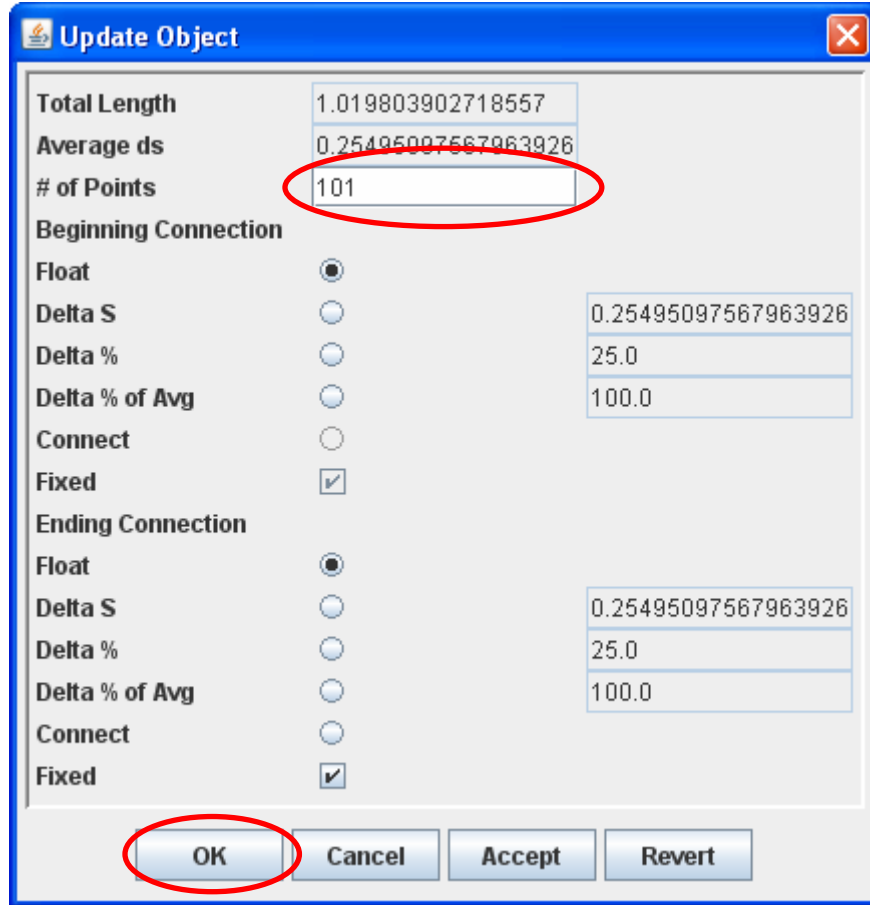 Update Object
Total Length 1.019803902718557
Average ds 0.25495097567963926
# of Points 101
Beginning Connection
Float
Delta S 0.25495097567963926
Delta % 25.0
Delta % of Avg 100.0
Connect
Fixed
Ending Connection
Float
Delta S 0.25495097567963926
Delta % 25.0
Delta % of Avg 100.0
Connect
Fixed
OK Cancel Accept Revert